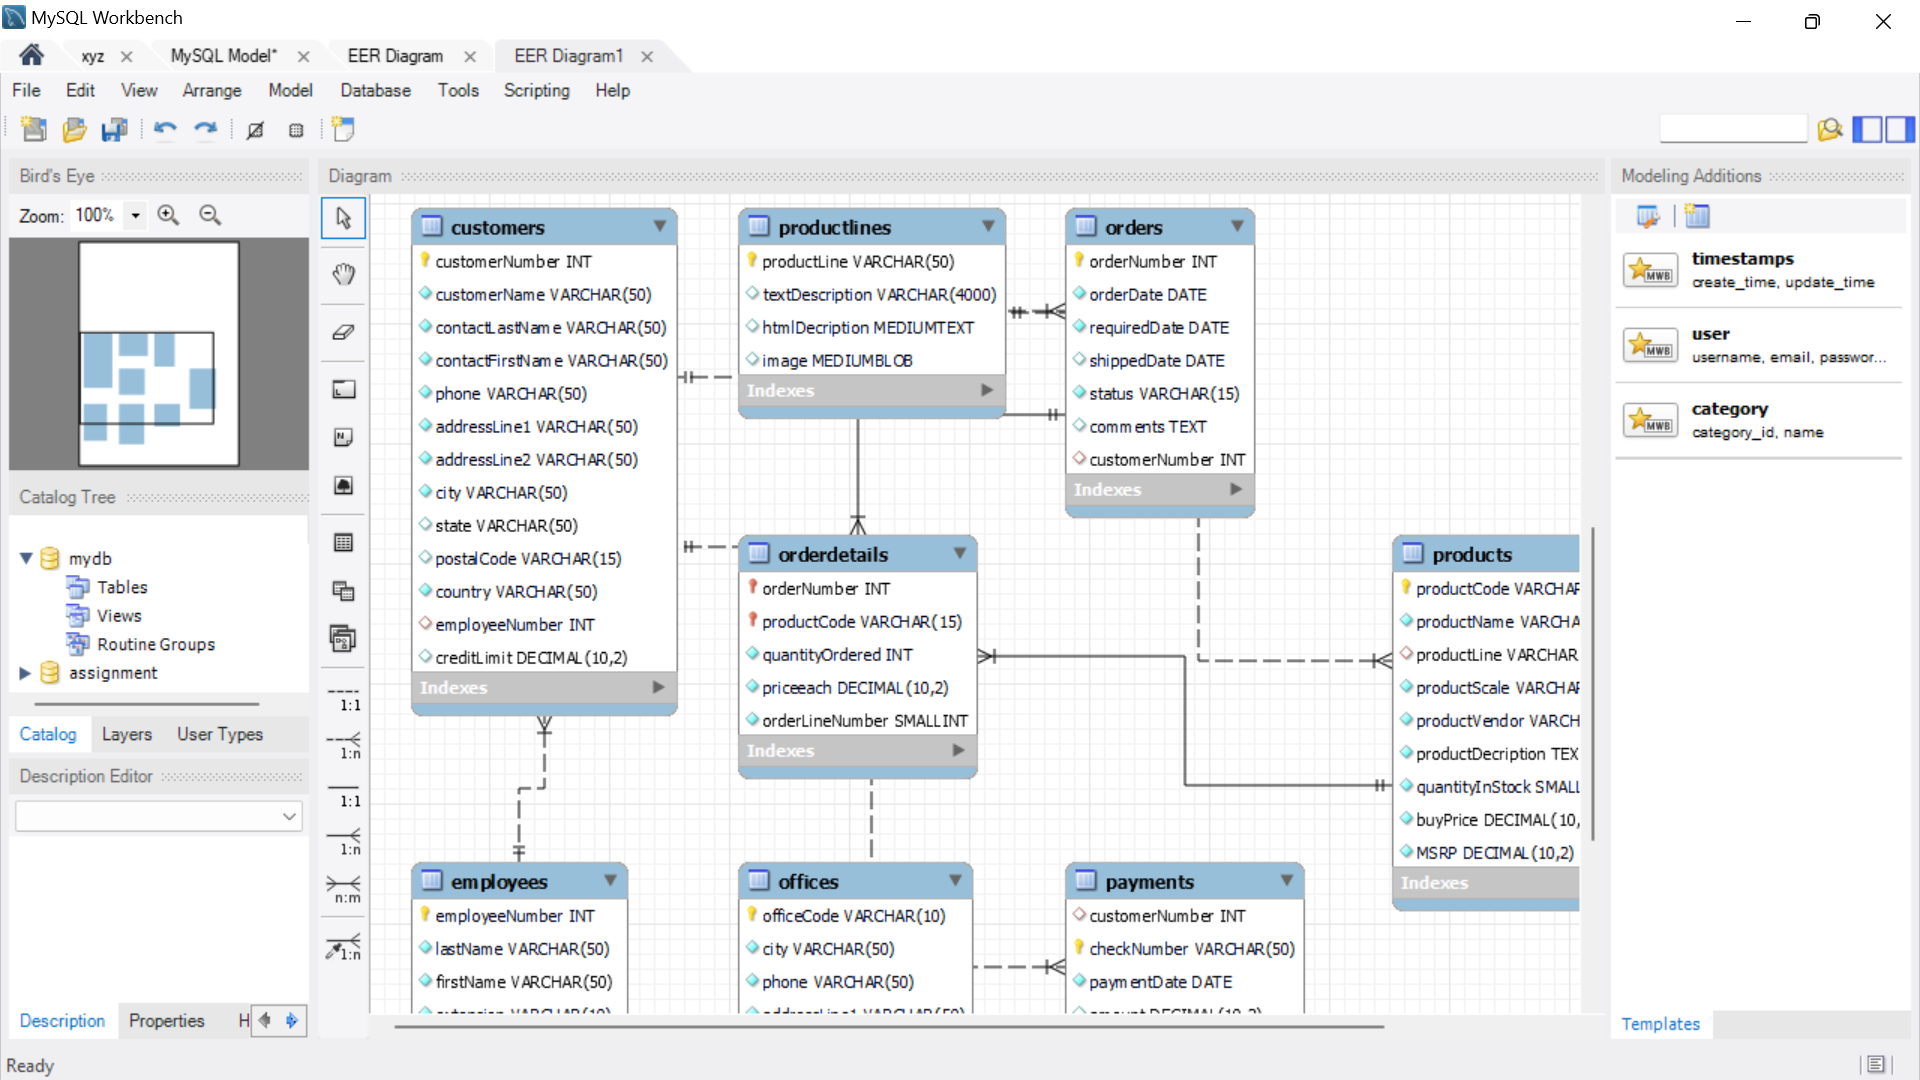 MySQL Workbench
xyz
MySQL Model*
EER Diagram
EER Diagram1
File Edit View Arrange Model Database Tools Scripting Help
Bird's Eye
Zoom: 100%
Catalog Tree
mydb
Tables
Views
Routine Groups
assignment
Catalog Layers User Types
Description Editor
Description Properties H
Ready
Diagram
1:1
1:n
1:1
1:n
n:m
1:n
customers
customerNumber INT
customerName VARCHAR(50)
contactLastName VARCHAR(50)
contactFirstName VARCHAR(50)
phone VARCHAR(50)
addressLine1 VARCHAR(50)
addressLine2 VARCHAR(50)
city VARCHAR(50)
state VARCHAR(50)
postalCode VARCHAR(15)
country VARCHAR(50)
employeeNumber INT
creditLimit DECIMAL(10,2)
Indexes
productlines
productLine VARCHAR(50)
textDescription VARCHAR(4000)
htmlDecription MEDIUMTEXT
image MEDIUMBLOB
Indexes
orders
orderNumber INT
orderDate DATE
requiredDate DATE
shippedDate DATE
status VARCHAR(15)
comments TEXT
customerNumber INT
Indexes
orderdetails
orderNumber INT
productCode VARCHAR(15)
quantityOrdered INT
priceeach DECIMAL(10,2)
orderLineNumber SMALLINT
Indexes
products
productCode VARCHAR
productName VARCHA
productLine VARCHAR
productScale VARCHAR
productVendor VARCH
productDecription TEX
quantityInStock SMALL
buyPrice DECIMAL(10,
MSRP DECIMAL(10,2)
Indexes
employees
employeeNumber INT
lastName VARCHAR(50)
firstName VARCHAR(50)
offices
officeCode VARCHAR(10)
city VARCHAR(50)
phone VARCHAR(50)
payments
customerNumber INT
checkNumber VARCHAR(50)
paymentDate DATE
Modeling Additions
MWB
timestamps
create_time, update_time
MWB
user
username, email, passwor...
MWB
category
category_id, name
Templates